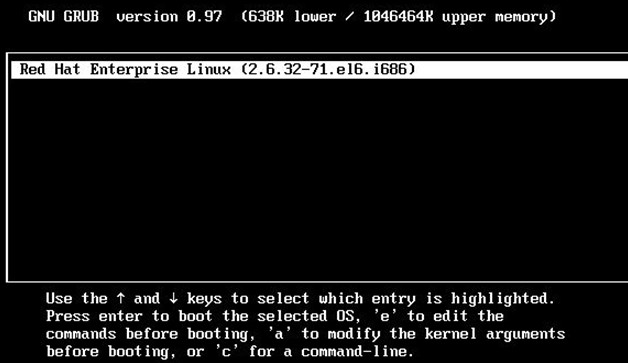 GNU GRUB  version 0.97  (638K lower / 1046464K upper memory)
Red Hat Enterprise Linux (2.6.32-71.el6.i686)
Use the ↑ and ↓ keys to select which entry is highlighted.
Press enter to boot the selected OS, 'e' to edit the
commands before booting, 'a' to modify the kernel arguments
before booting, or 'c' for a command-line.